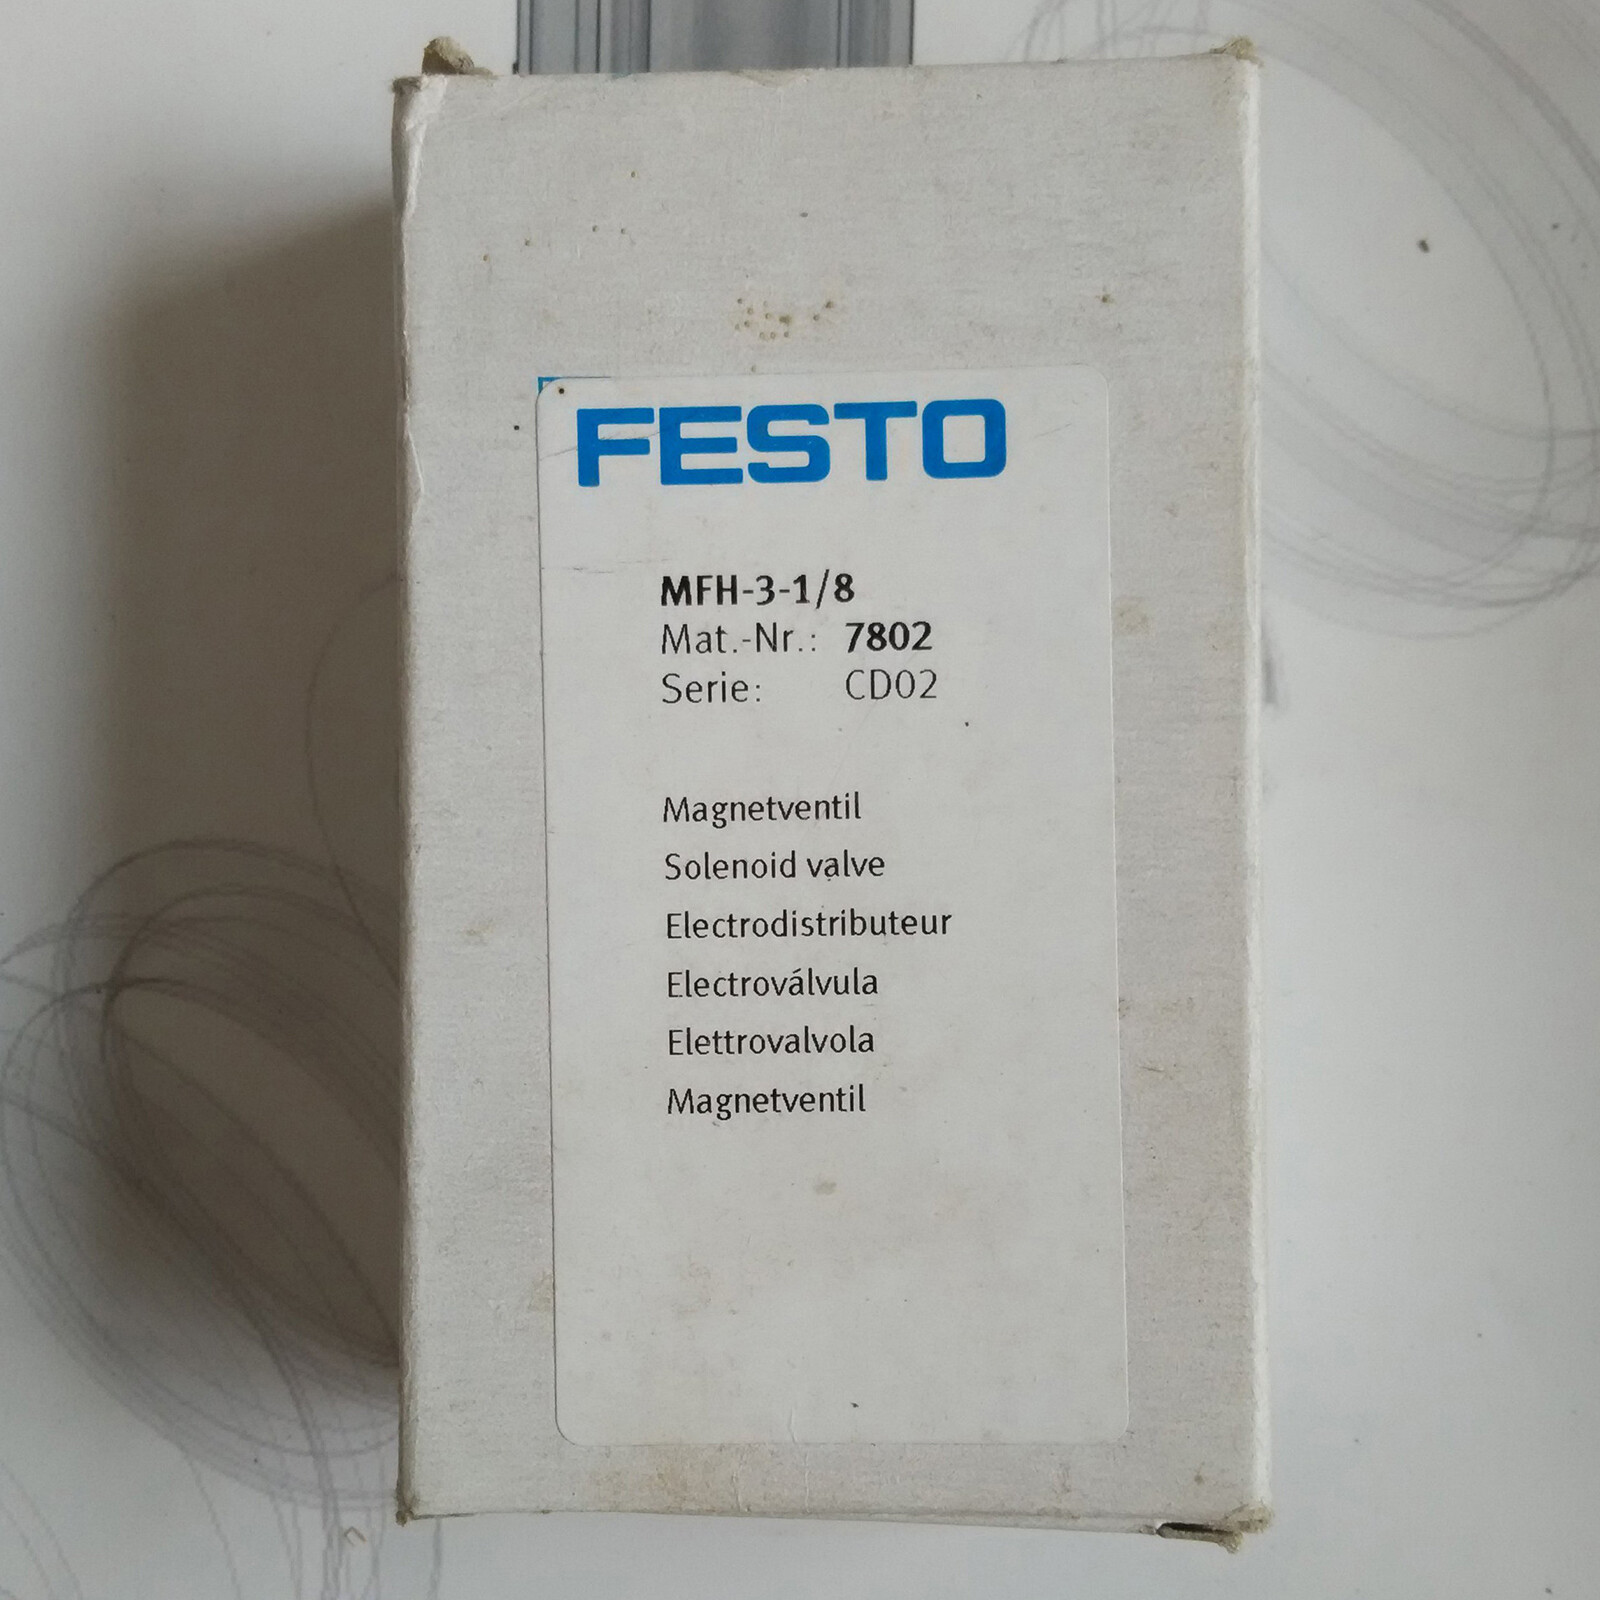 FESTO
MFH-3-1/8
Mat.-Nr.: 7802
Serie: CD02
Magnetventil
Solenoid valve
Electrodistributeur
Electroválvula
Elettrovalvola
Magnetventil